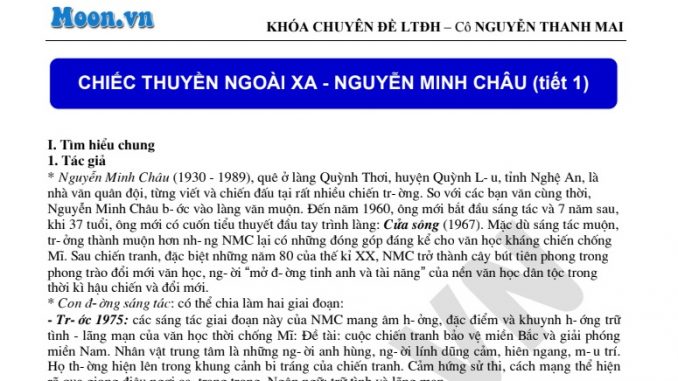 Moon.vn
KHÓA CHUYÊN ĐỀ LTĐH – Cô NGUYỄN THANH MAI
CHIẾC THUYỀN NGOÀI XA - NGUYỄN MINH CHÂU (tiết 1)
I. Tìm hiểu chung
1. Tác giả
* Nguyễn Minh Châu (1930 - 1989), quê ở làng Quỳnh Thơi, huyện Quỳnh L- u, tỉnh Nghệ An, là
nhà văn quân đội, từng viết và chiến đấu tại rất nhiều chiến tr- ờng. So với các bạn văn cùng thời,
Nguyễn Minh Châu b- ớc vào làng văn muộn. Đến năm 1960, ông mới bắt đầu sáng tác và 7 năm sau,
khi 37 tuổi, ông mới có cuốn tiểu thuyết đầu tay trình làng: Cửa sông (1967). Mặc dù sáng tác muộn,
tr- ởng thành muộn hơn nh- ng NMC lại có những đóng góp đáng kể cho văn học kháng chiến chống
Mĩ. Sau chiến tranh, đặc biệt những năm 80 của thế kỉ XX, NMC trở thành cây bút tiên phong trong
phong trào đổi mới văn học, ng- ời “mở đ- ờng tinh anh và tài năng” của nền văn học dân tộc trong
thời kì hậu chiến và đổi mới.
* Con đ- ờng sáng tác: có thể chia làm hai giai đoạn:
- Tr- ớc 1975: các sáng tác giai đoạn này của NMC mang âm h- ởng, đặc điểm và khuynh h- ớng trữ
tình - lãng mạn của văn học thời chống Mĩ: Đề tài: cuộc chiến tranh bảo vệ miền Bắc và giải phóng
miền Nam. Nhân vật trung tâm là những ng- ời anh hùng, ng- ời lính dũng cảm, hiên ngang, m- u trí.
Họ th- ờng hiện lên trong khung cảnh bi tráng của chiến tranh. Cảm hứng sử thi, cách mạng thể hiện